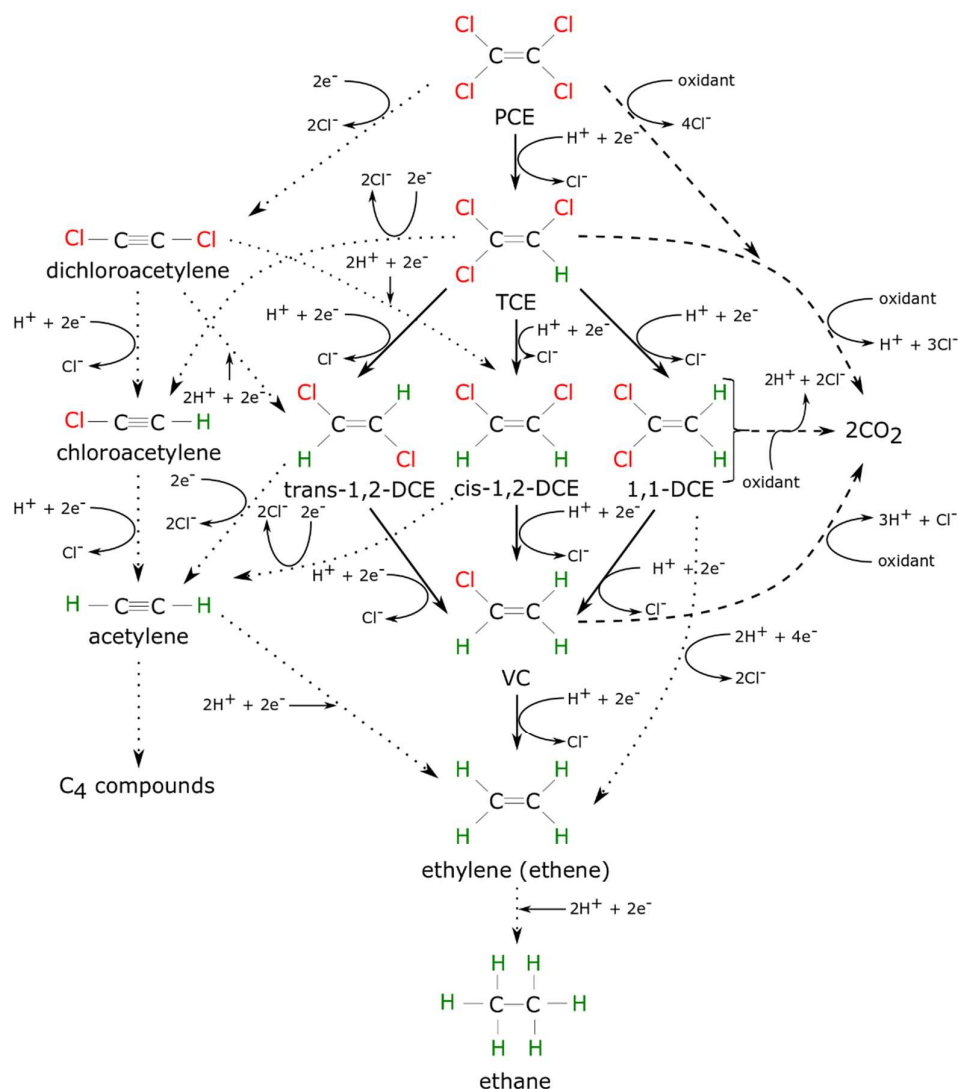 Cl Cl
C=C
Cl Cl
PCE
2e⁻
2Cl⁻
oxidant
4Cl⁻
H⁺ + 2e⁻
Cl⁻
2Cl⁻ 2e⁻
Cl Cl
C=C
Cl H
TCE
Cl C≡C Cl
dichloroacetylene
2H⁺ + 2e⁻
oxidant
H⁺ + 3Cl⁻
H⁺ + 2e⁻
Cl⁻
H⁺ + 2e⁻
Cl⁻
H⁺ + 2e⁻
Cl⁻
H⁺ + 2e⁻
Cl⁻
2H⁺ + 2e⁻
2H⁺ + 2Cl⁻
Cl C≡C H
chloroacetylene
Cl H
C=C
H Cl
trans-1,2-DCE
Cl Cl
C=C
H H
cis-1,2-DCE
Cl H
C=C
Cl H
1,1-DCE
oxidant
2CO₂
H⁺ + 2e⁻
Cl⁻
2e⁻
2Cl⁻
2Cl⁻ 2e⁻
H⁺ + 2e⁻
Cl⁻
H⁺ + 2e⁻
Cl⁻
H⁺ + 2e⁻
Cl⁻
3H⁺ + Cl⁻
oxidant
H C≡C H
acetylene
Cl H
C=C
H H
VC
2H⁺ + 4e⁻
2Cl⁻
2H⁺ + 2e⁻
H⁺ + 2e⁻
Cl⁻
C₄ compounds
H H
C=C
H H
ethylene (ethene)
2H⁺ + 2e⁻
H H
H C C H
H H
ethane